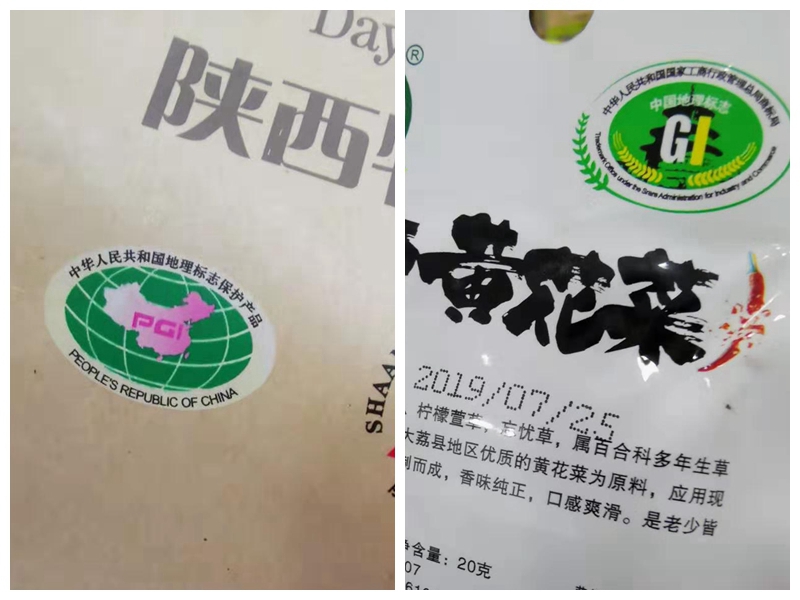 Day
陕西
中华人民共和国地理标志保护产品
PGI
PEOPLE'S REPUBLIC OF CHINA
SHAA
®
中华人民共和国国家工商行政管理总局商标局
中国地理标志
GI
Trademark Office under the State Administration for Industry and Commerce
黄花菜
2019/07/25
柠檬萱草、忘忧草，属百合科多年生草
大荔县地区优质的黄花菜为原料，应用现
制而成，香味纯正，口感爽滑。是老少皆
净含量：20克
07